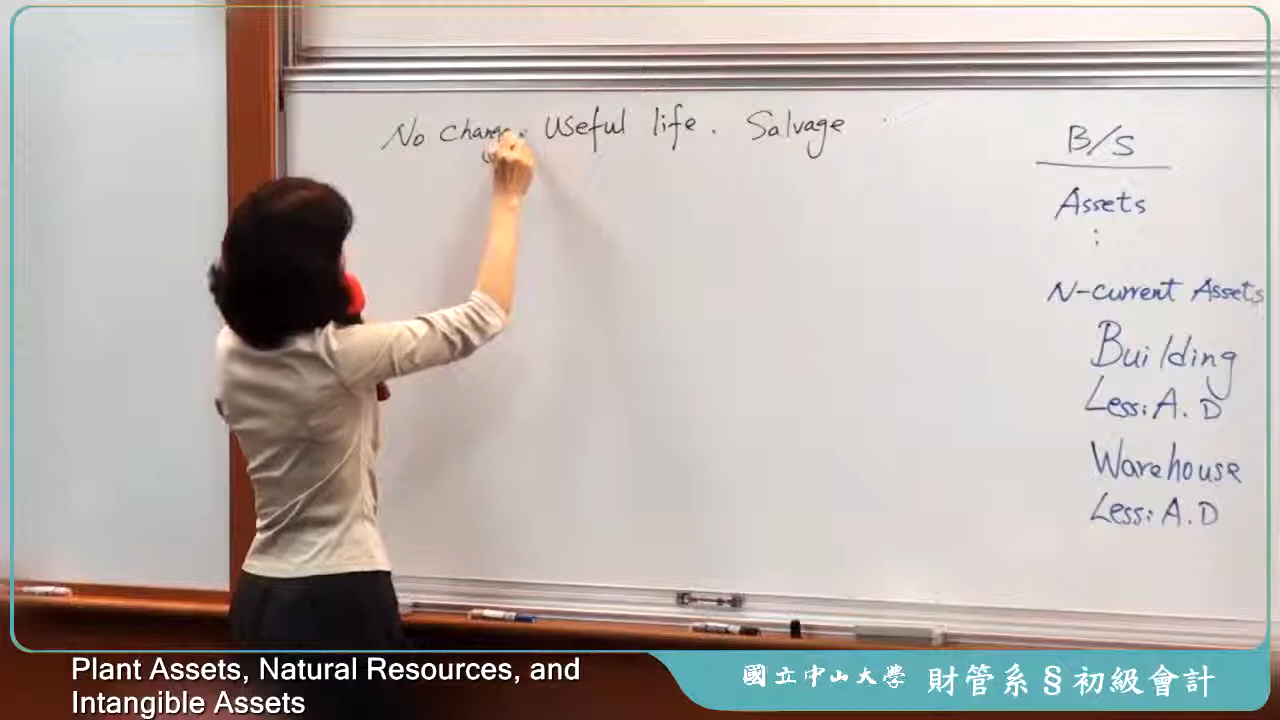 No Change. Useful life. Salvage
B/S
Assets
:
N-current Assets
Building
Less: A.D
Warehouse
Less: A.D
Plant Assets, Natural Resources, and
Intangible Assets
國立中山大學 財管系§初級會計